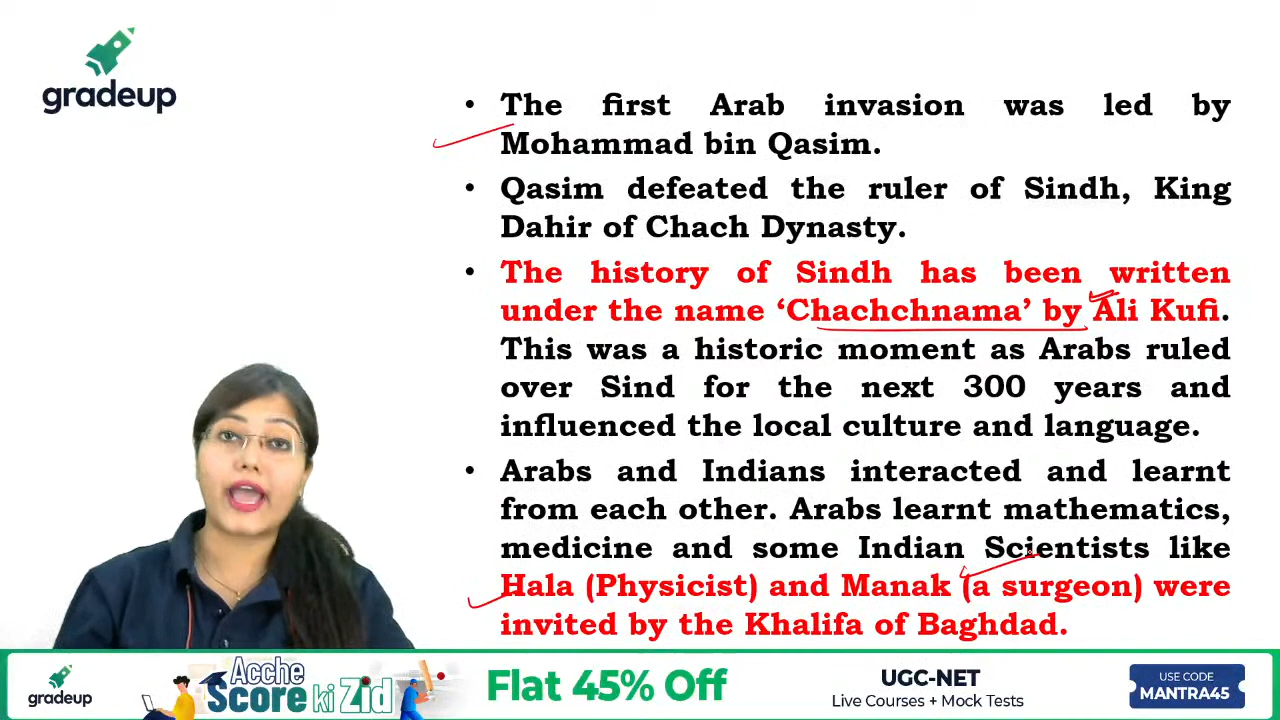 gradeup
• The first Arab invasion was led by
Mohammad bin Qasim.
• Qasim defeated the ruler of Sindh, King
Dahir of Chach Dynasty.
• The history of Sindh has been written
under the name ‘Chachchnama’ by Ali Kufi.
This was a historic moment as Arabs ruled
over Sind for the next 300 years and
influenced the local culture and language.
• Arabs and Indians interacted and learnt
from each other. Arabs learnt mathematics,
medicine and some Indian Scientists like
Hala (Physicist) and Manak (a surgeon) were
invited by the Khalifa of Baghdad.
gradeup
Acche
Score ki Zid
Flat 45% Off
UGC-NET
Live Courses + Mock Tests
USE CODE
MANTRA45